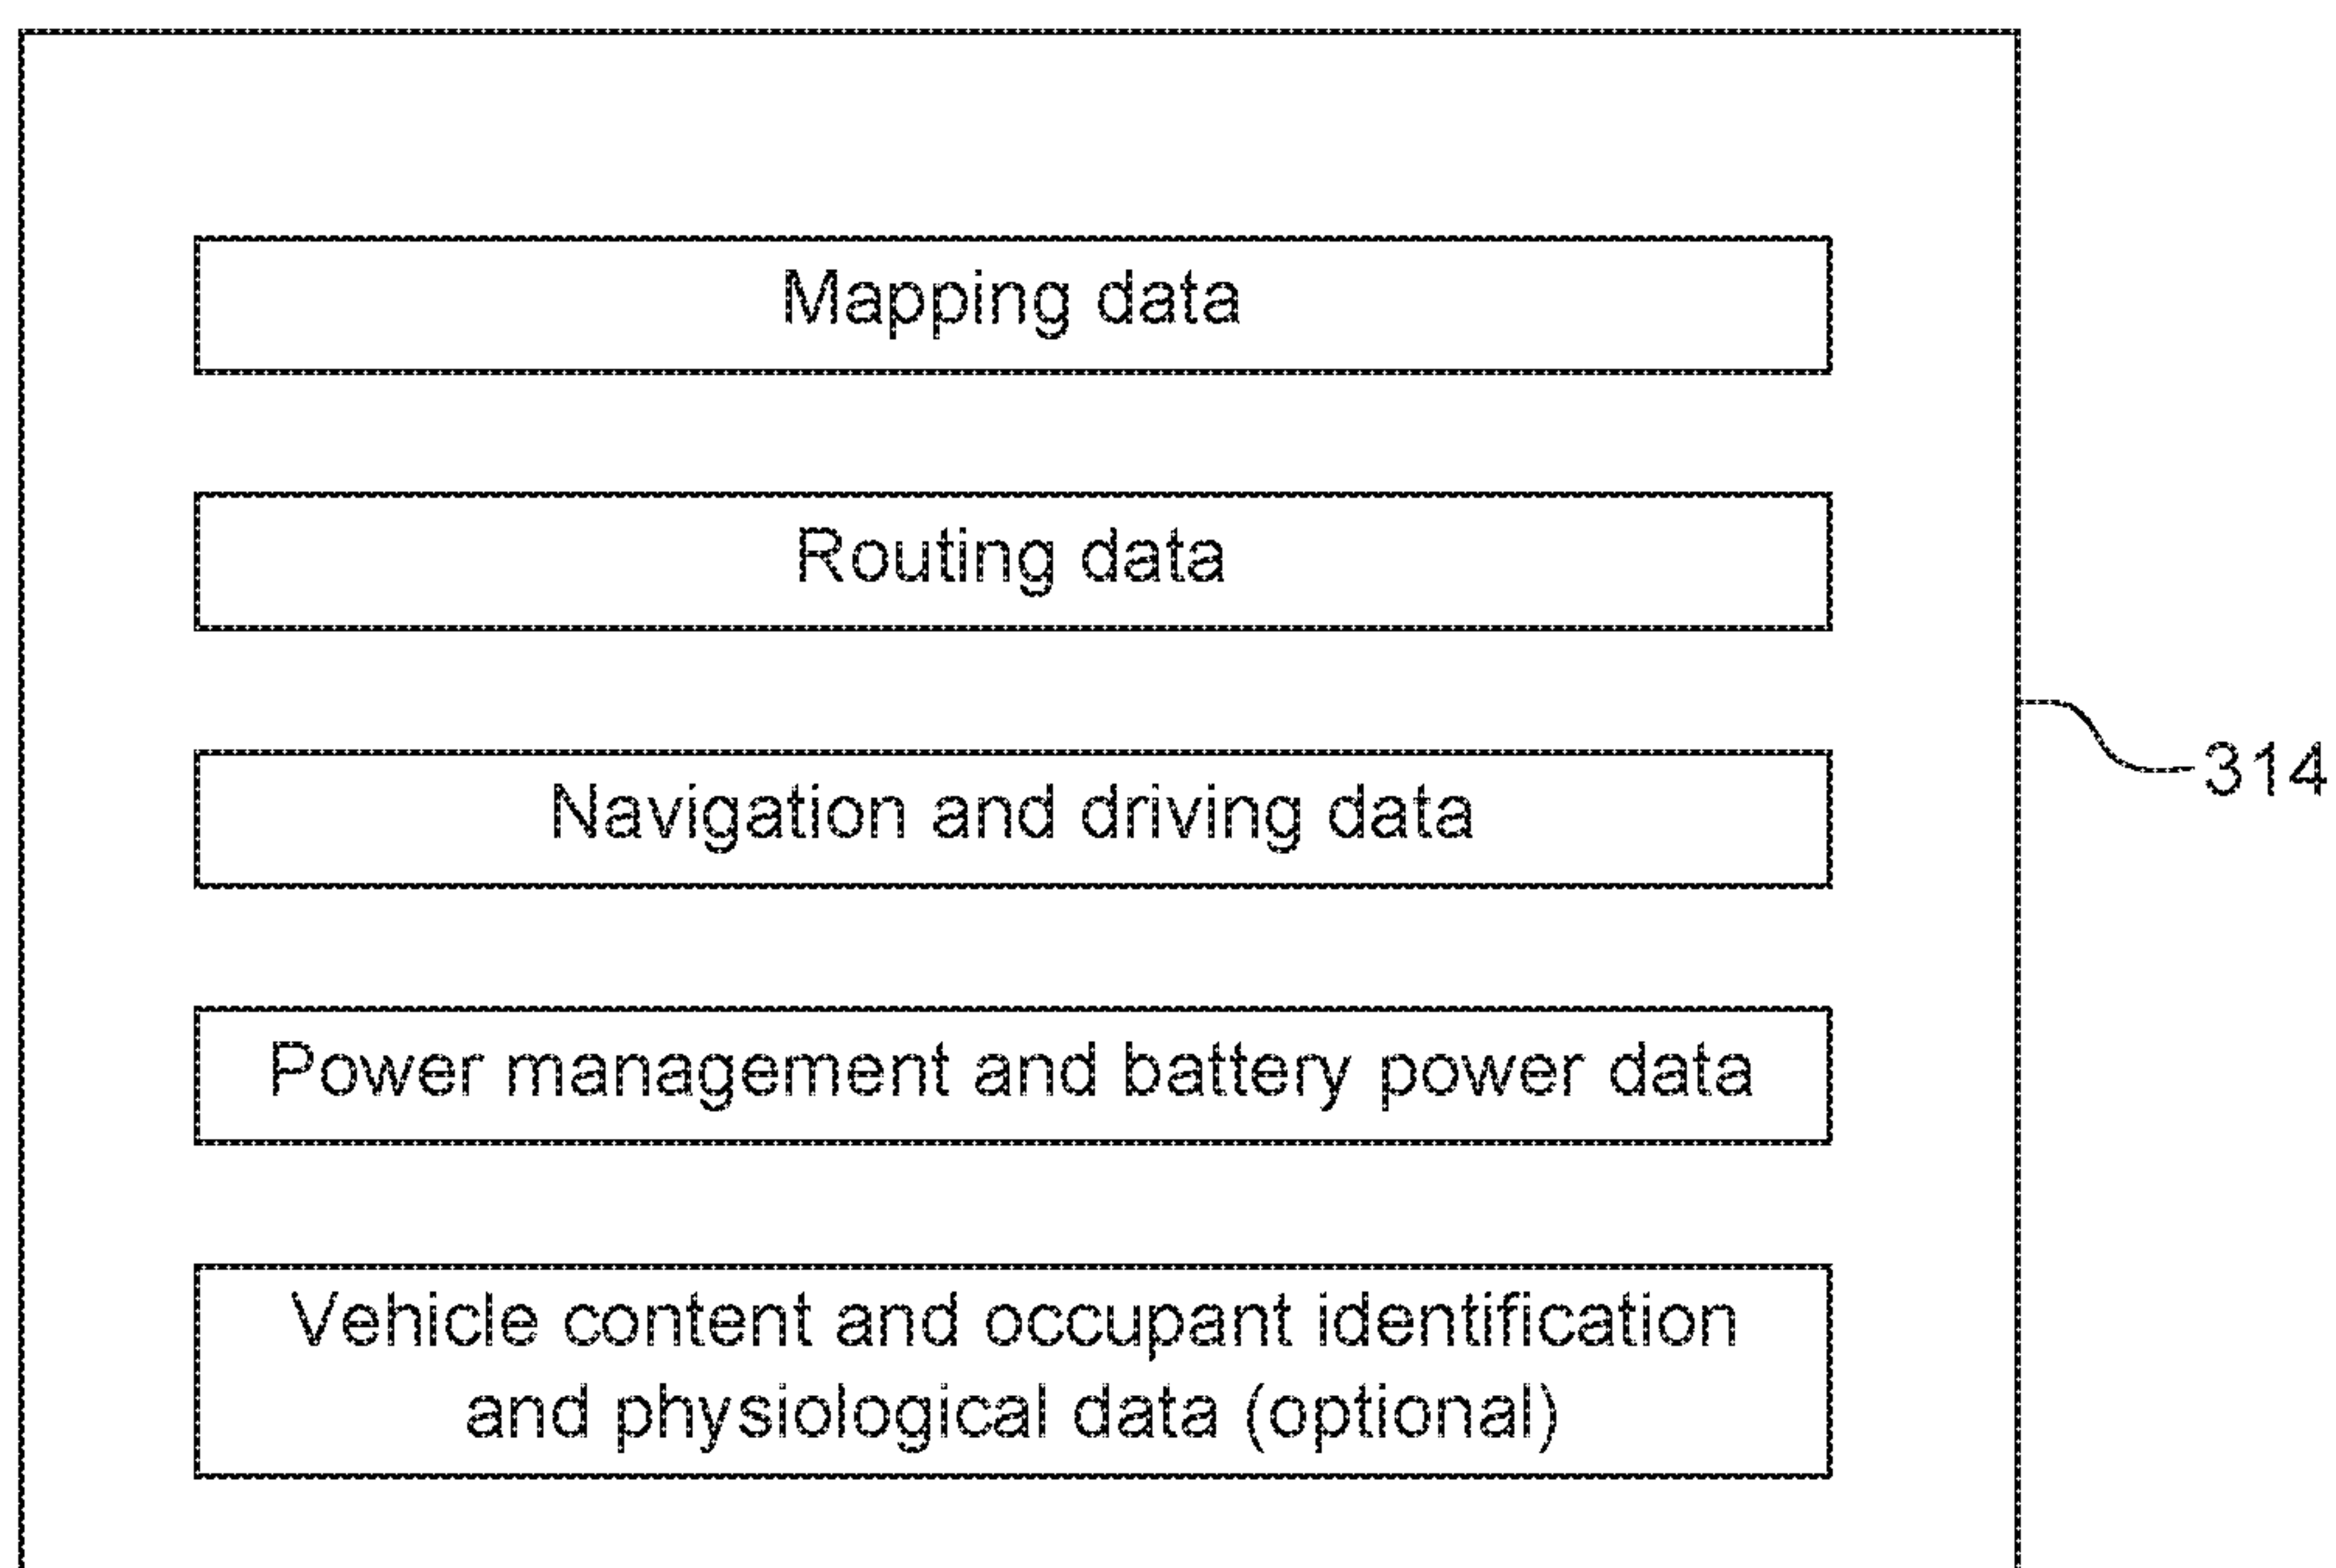 Mapping data
Routing data
314
Navigation and driving data
Power management and battery power data
Vehicle content and occupant identification
and physiological data (optional)